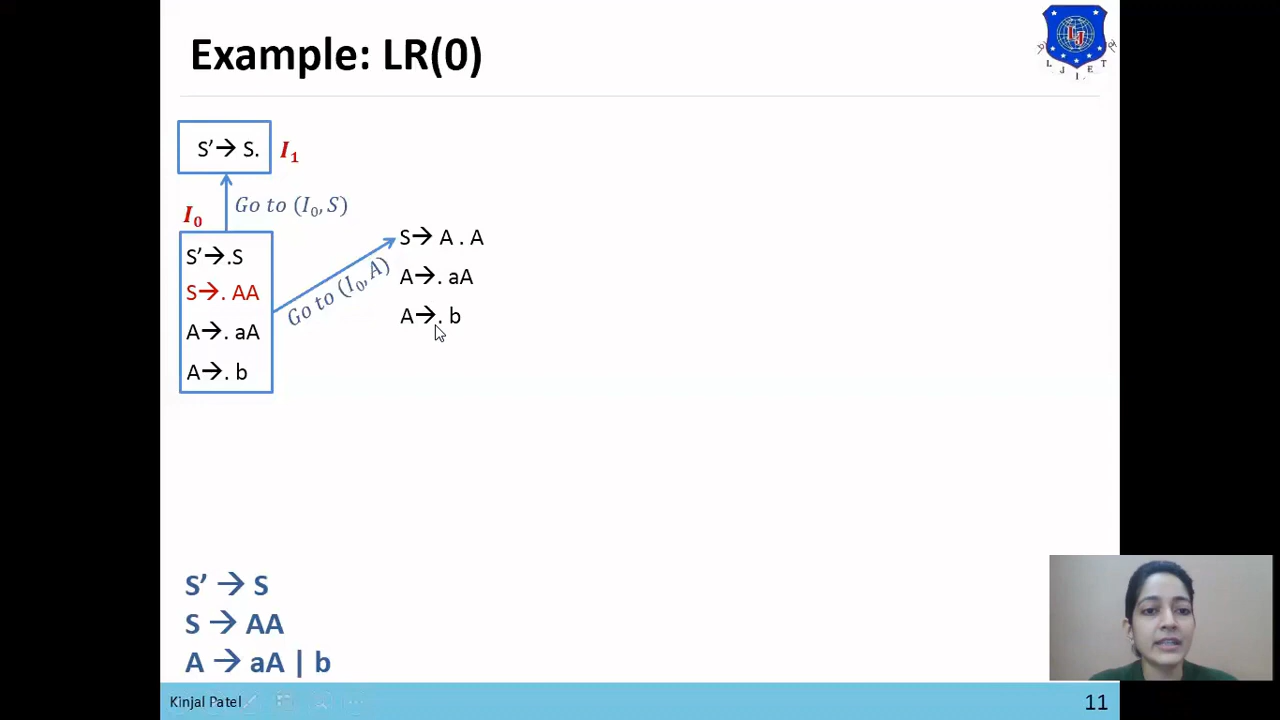 Example: LR(0)
L J I E T
S’→ S.
I1
Go to (I0, S)
I0
S’→.S
S→. AA
A→. aA
A→. b
Go to (I0, A)
S→ A . A
A→. aA
A→. b
S’ → S
S → AA
A → aA | b
Kinjal Patel
11